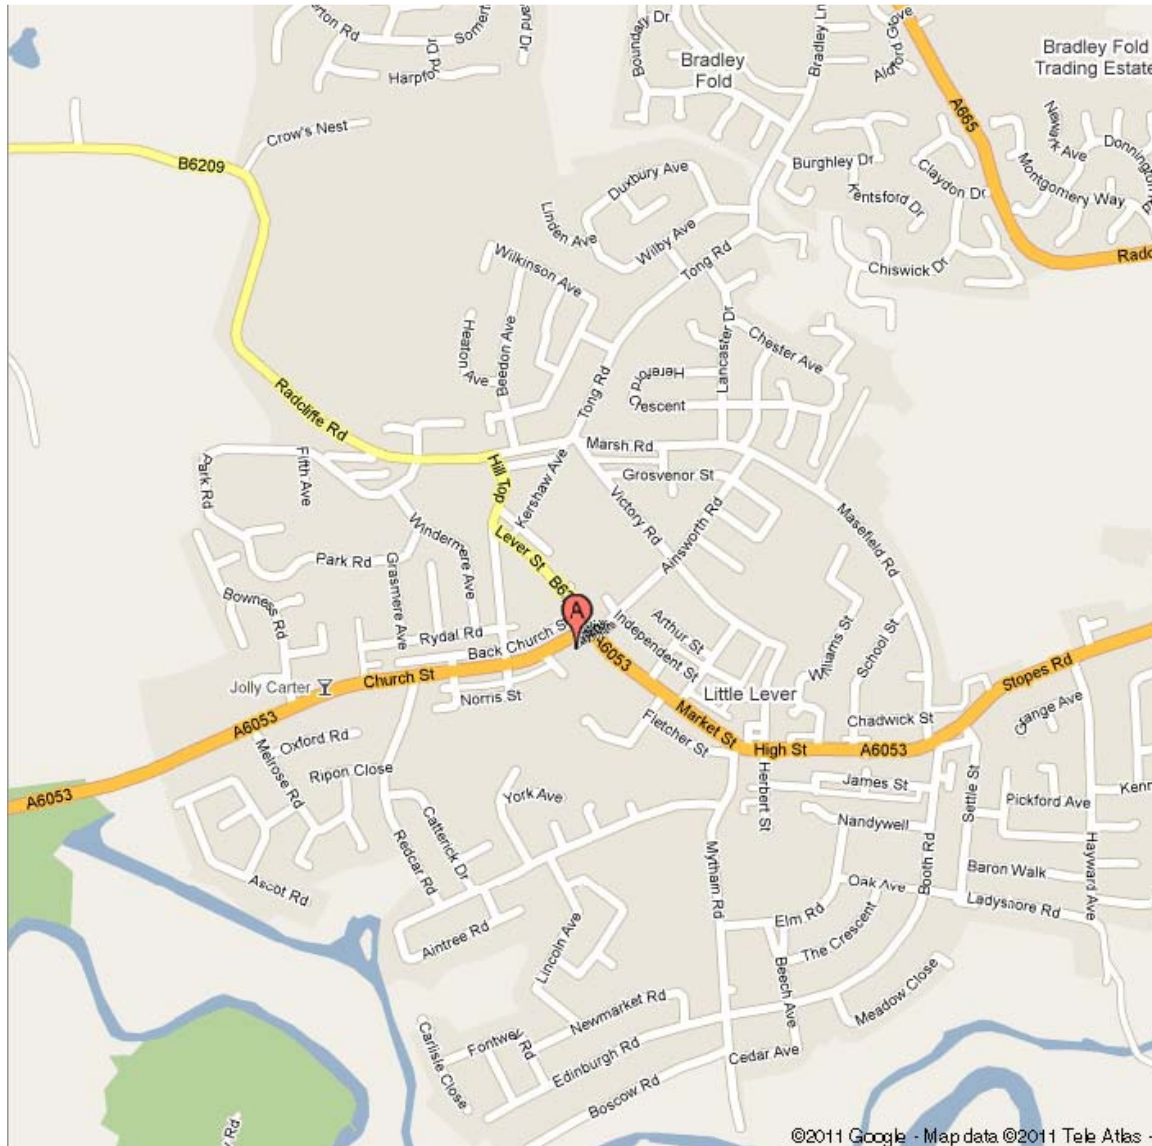 Somert
Harpfo
Boundary Dr
Bradley Ln
Bradley
Fold
Aldford Grove
A665
Bradley Fold
Trading Estate
Crow's Nest
B6209
Newark Ave
Montgomery Way
Burghley Dr
Kentsford Dr
Claydon Dr
Chiswick Dr
Duxbury Ave
Linden Ave
Wilby Ave
Tong Rd
Wilkinson Ave
Heaton Ave
Beedon Ave
Lancaster Dr
Chester Ave
Crescent
Tong Rd
Radcliffe Rd
Marsh Rd
Hill Top
Kershaw Ave
Grosvenor St
Victory Rd
Ainsworth Rd
Masefield Rd
Park Rd
Fifth Ave
Windermere Ave
Lever St
Park Rd
Grasmere Ave
Bowness Rd
Rydal Rd
A
Back Church St
Independent St
Arthur St
Williams St
School St
A6053
Jolly Carter
Church St
Norris St
Little Lever
Stopes Rd
A6053
Fletcher St
Market St
Chadwick St
High St
A6053
Grange Ave
Oxford Rd
Melrose Rd
Ripon Close
Herbert St
James St
Settle St
Pickford Ave
A6053
York Ave
Nandywell
Catterick Dr
Redcar Rd
Mytham Rd
Booth Rd
Hayward Ave
Baron Walk
Ascot Rd
Oak Ave
Ladyshore Rd
Aintree Rd
Lincoln Ave
Elm Rd
The Crescent
Beech Ave
Meadow Close
Carlisle Close
Newmarket Rd
Fontwell Rd
Edinburgh Rd
Cedar Ave
Boscow Rd
©2011 Google - Map data ©2011 Tele Atlas -